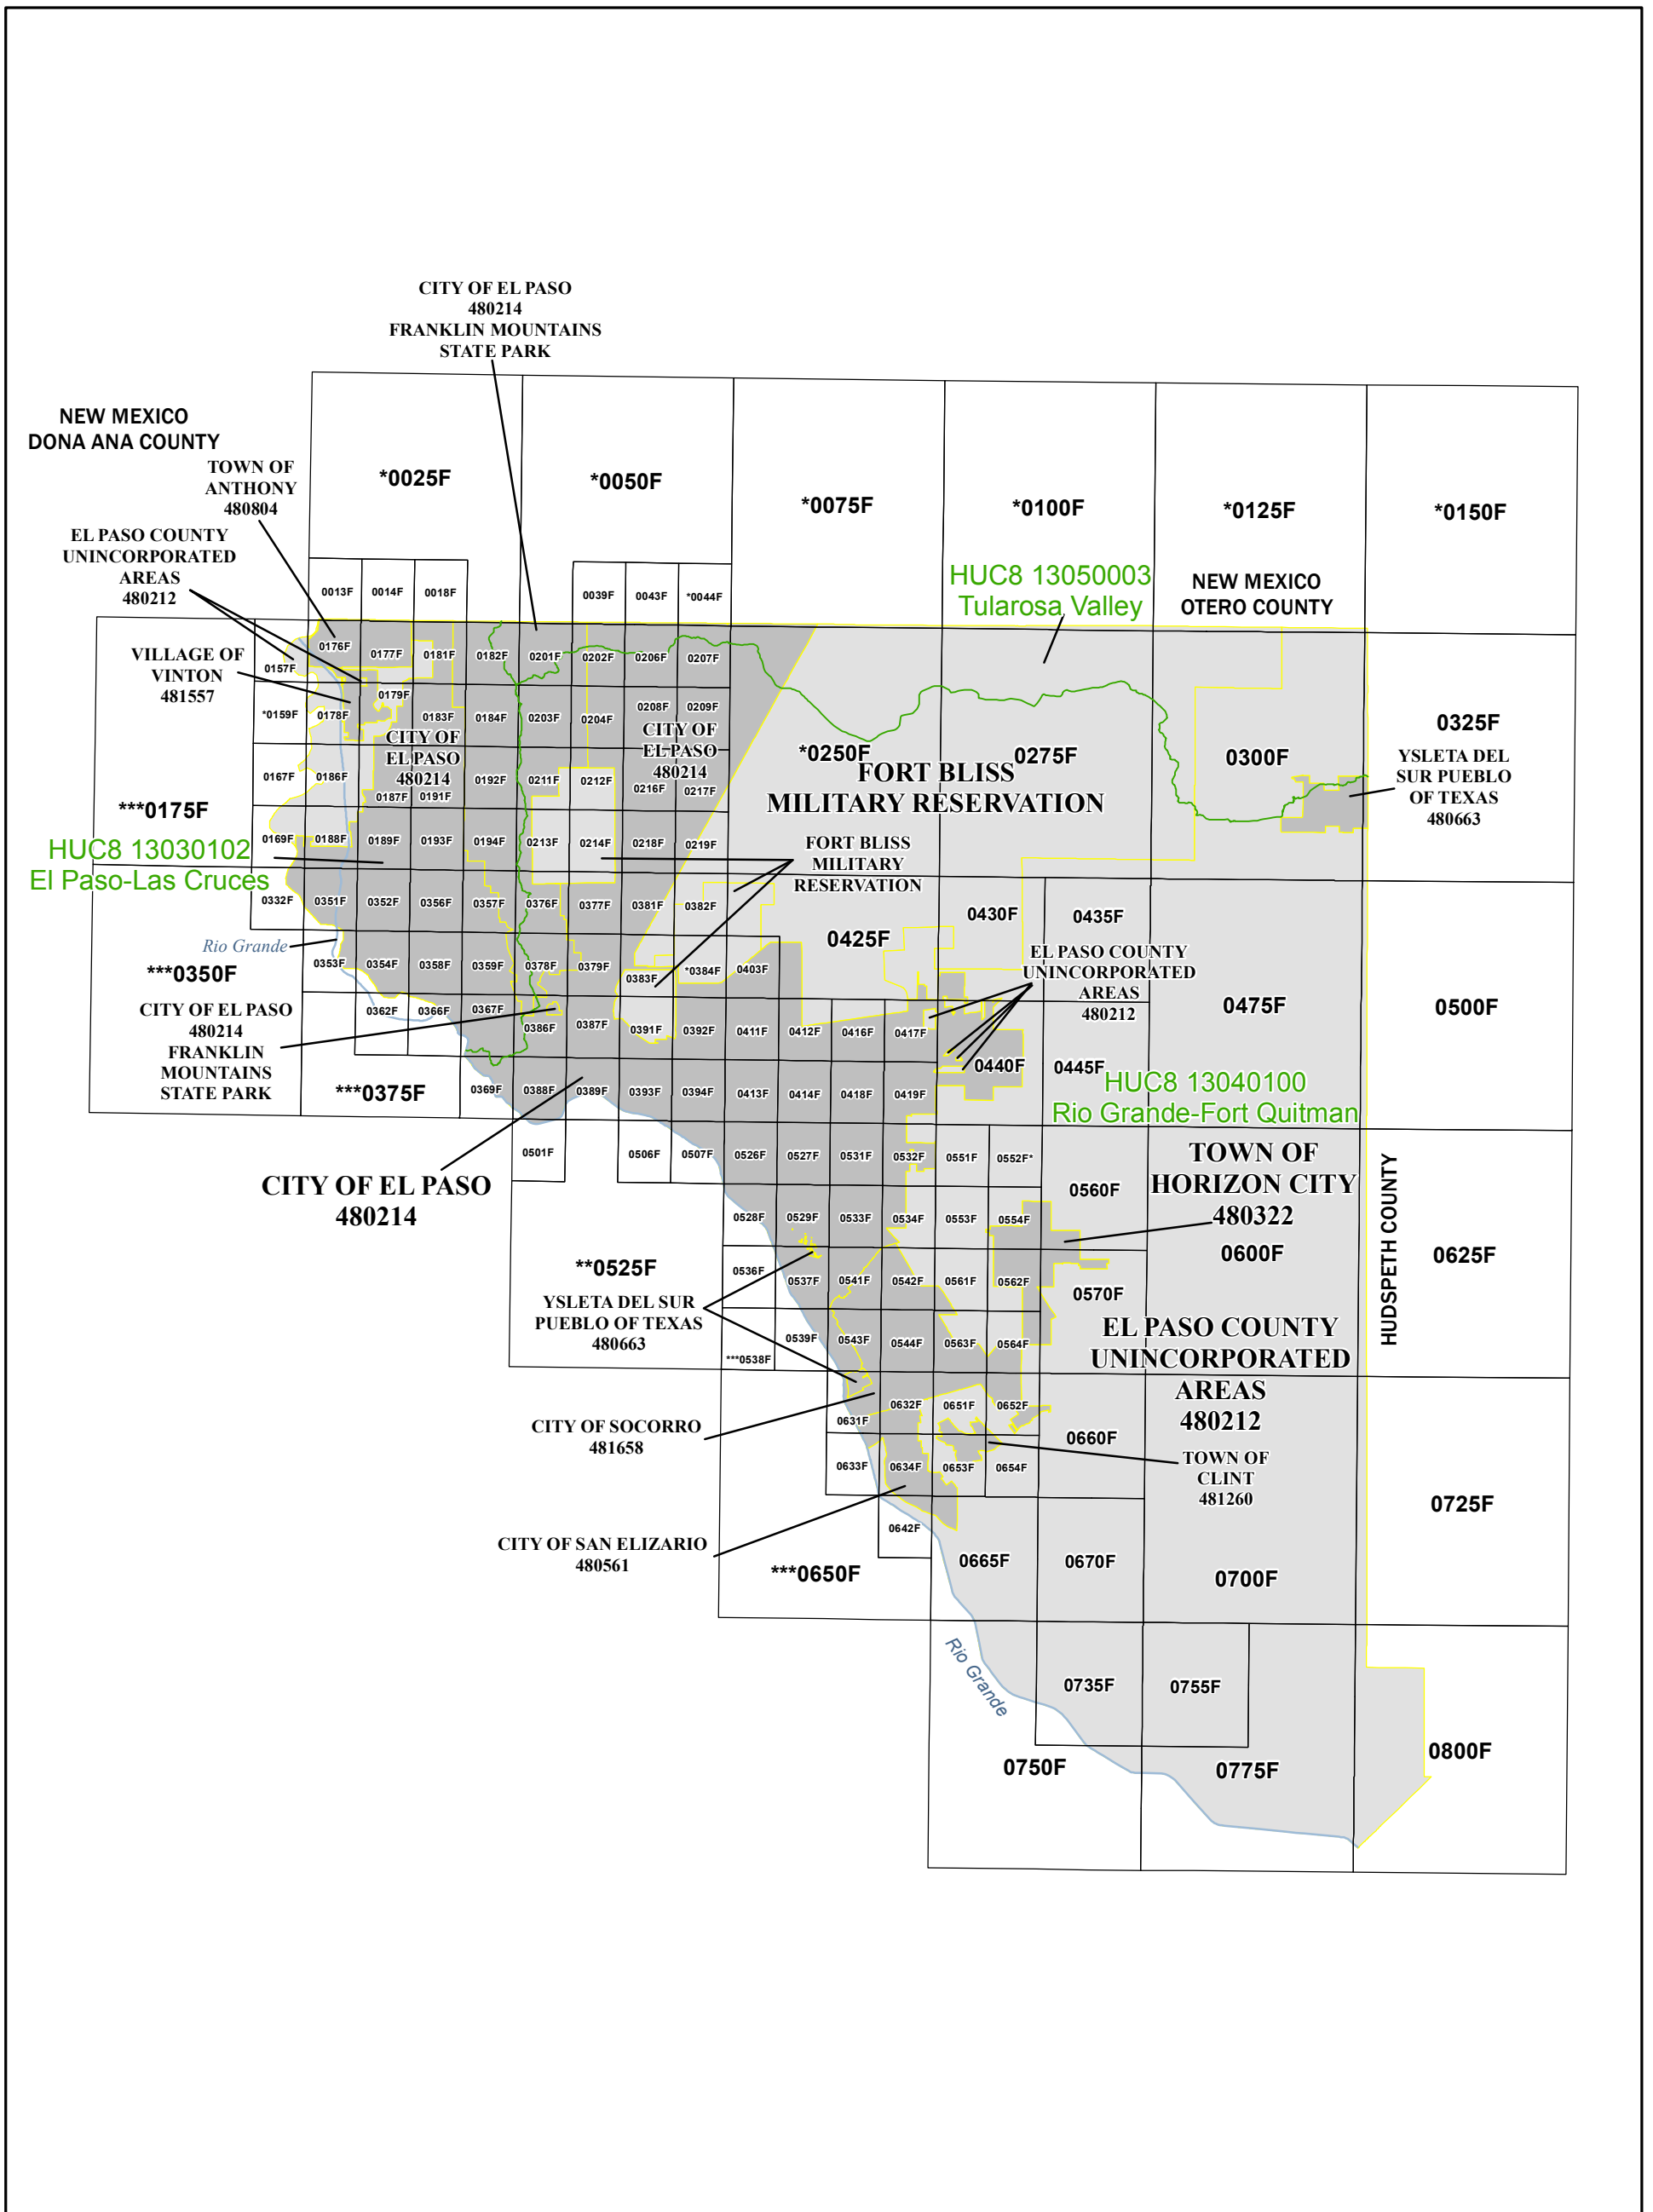 CITY OF EL PASO
480214
FRANKLIN MOUNTAINS
STATE PARK
NEW MEXICO
DONA ANA COUNTY
TOWN OF
ANTHONY
480804
EL PASO COUNTY
UNINCORPORATED
AREAS
480212
*0025F
*0050F
*0075F
*0100F
*0125F
*0150F
HUC8 13050003
Tularosa Valley
NEW MEXICO
OTERO COUNTY
0013F
0014F
0018F
0039F
0043F
*0044F
VILLAGE OF
VINTON
481557
0157F
0176F
0177F
0181F
0182F
0201F
0202F
0206F
0207F
*0159F
0178F
0179F
0183F
0184F
0203F
0204F
0208F
0209F
CITY OF
EL PASO
480214
CITY OF
EL PASO
480214
*0250F
0275F
0300F
0325F
FORT BLISS
MILITARY RESERVATION
YSLETA DEL
SUR PUEBLO
OF TEXAS
480663
0167F
0186F
0187F
0191F
0192F
0211F
0212F
0216F
0217F
***0175F
HUC8 13030102
El Paso-Las Cruces
0169F
0188F
0189F
0193F
0194F
0213F
0214F
0218F
0219F
FORT BLISS
MILITARY
RESERVATION
0332F
0351F
0352F
0356F
0357F
0376F
0377F
0381F
0382F
0425F
0430F
0435F
EL PASO COUNTY
UNINCORPORATED
AREAS
480212
0475F
0500F
Rio Grande
***0350F
0353F
0354F
0358F
0359F
0378F
0379F
0383F
*0384F
0403F
CITY OF EL PASO
480214
FRANKLIN
MOUNTAINS
STATE PARK
0362F
0366F
0367F
0386F
0387F
0391F
0392F
0411F
0412F
0416F
0417F
0440F
0445F
HUC8 13040100
Rio Grande-Fort Quitman
***0375F
0369F
0388F
0389F
0393F
0394F
0413F
0414F
0418F
0419F
CITY OF EL PASO
480214
0501F
0506F
0507F
0526F
0527F
0531F
0532F
0551F
0552F*
0560F
TOWN OF
HORIZON CITY
480322
0600F
HUDSPETH COUNTY
0625F
0528F
0529F
0533F
0534F
0553F
0554F
**0525F
0536F
0537F
0541F
0542F
0561F
0562F
0570F
YSLETA DEL SUR
PUEBLO OF TEXAS
480663
***0538F
0539F
0543F
0544F
0563F
0564F
EL PASO COUNTY
UNINCORPORATED
AREAS
480212
CITY OF SOCORRO
481658
0631F
0632F
0651F
0652F
0660F
0633F
0634F
0653F
0654F
TOWN OF
CLINT
481260
0725F
CITY OF SAN ELIZARIO
480561
0642F
***0650F
0665F
0670F
0700F
Rio Grande
0735F
0755F
0750F
0775F
0800F